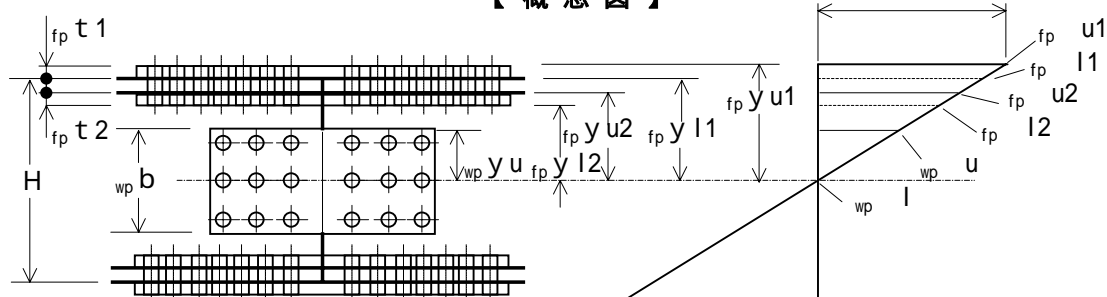 【 概 念 図 】
fp t 1
fp t 2
H
wp b
wp y u
fp y l2
fp y u2
fp y l1
fp y u1
fp u1
fp l1
fp u2
fp l2
wp u
wp l